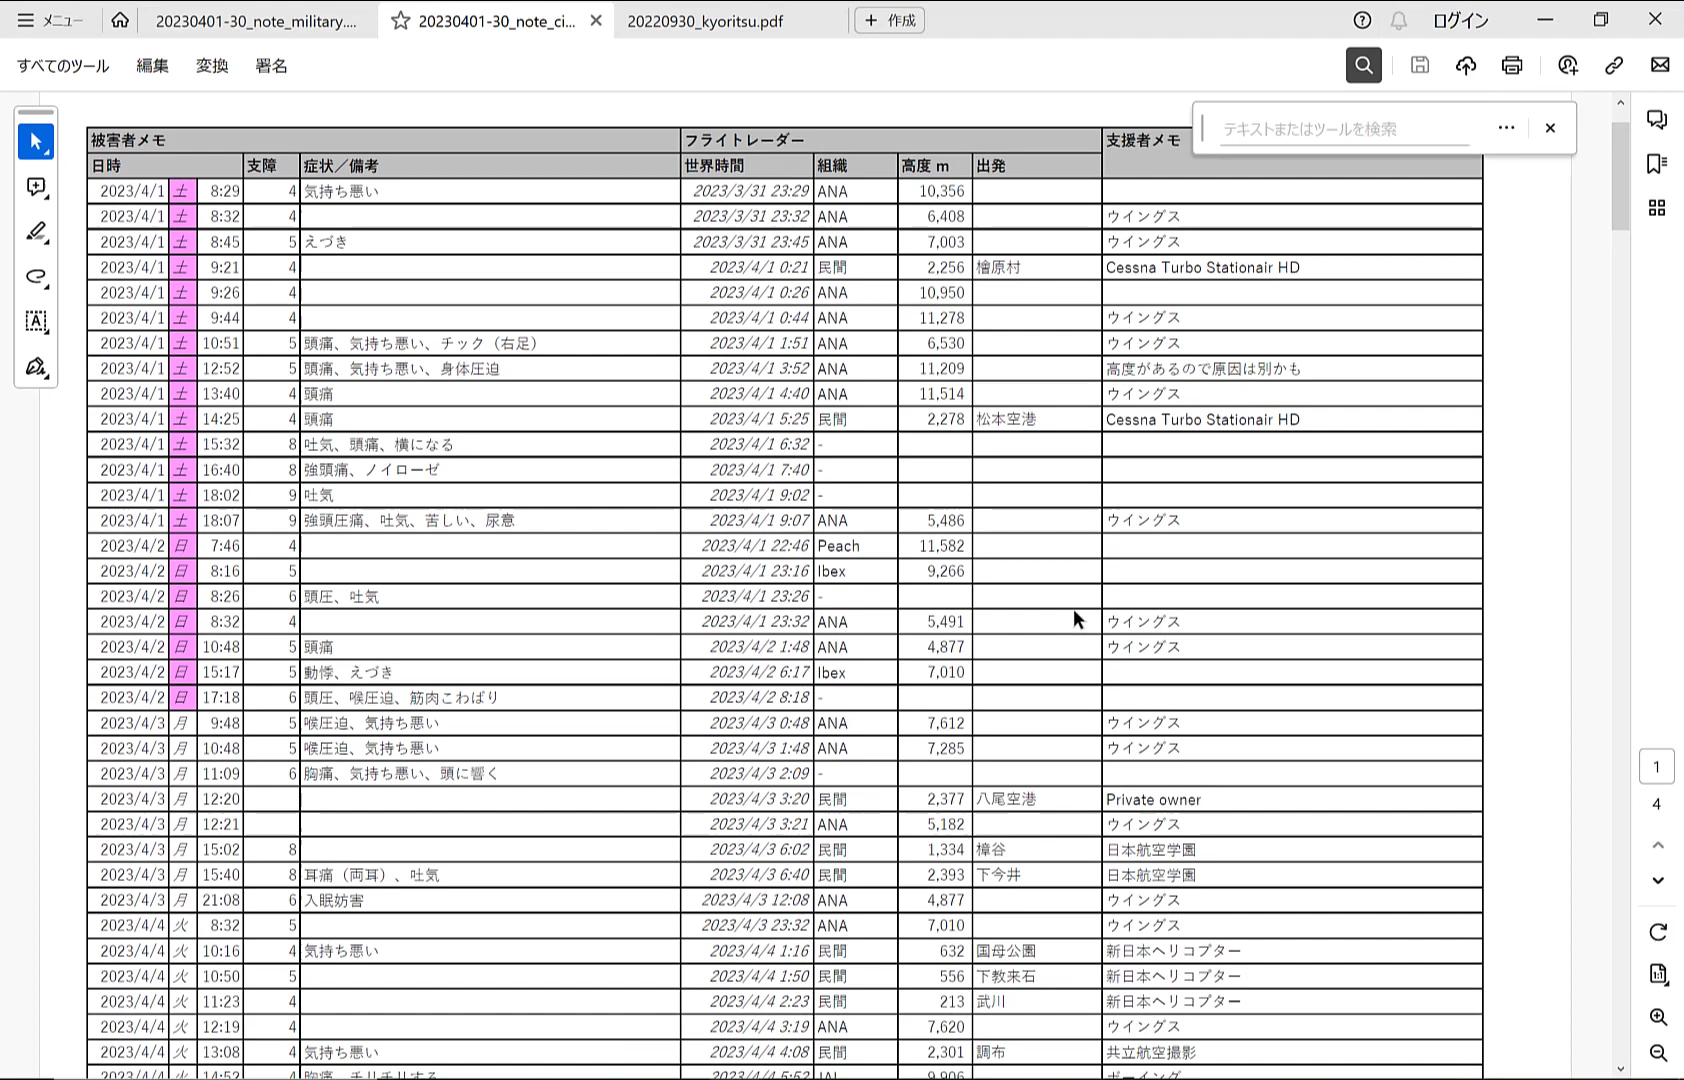 メニュー 20230401-30_note_military.... 20230401-30_note_ci... 20220930_kyoritsu.pdf 作成 ログイン
すべてのツール 編集 変換 署名
テキストまたはツールを検索
被害者メモ フライトレーダー 支援者メモ
日時 支障 症状／備考 世界時間 組織 高度 m 出発
2023/4/1 土 8:29 4 気持ち悪い 2023/3/31 23:29 ANA 10,356
2023/4/1 土 8:32 4 2023/3/31 23:32 ANA 6,408 ウイングス
2023/4/1 土 8:45 5 えづき 2023/3/31 23:45 ANA 7,003 ウイングス
2023/4/1 土 9:21 4 2023/4/1 0:21 民間 2,256 檜原村 Cessna Turbo Stationair HD
2023/4/1 土 9:26 4 2023/4/1 0:26 ANA 10,950
2023/4/1 土 9:44 4 2023/4/1 0:44 ANA 11,278 ウイングス
2023/4/1 土 10:51 5 頭痛、気持ち悪い、チック（右足） 2023/4/1 1:51 ANA 6,530 ウイングス
2023/4/1 土 12:52 5 頭痛、気持ち悪い、身体圧迫 2023/4/1 3:52 ANA 11,209 高度があるので原因は別かも
2023/4/1 土 13:40 4 頭痛 2023/4/1 4:40 ANA 11,514 ウイングス
2023/4/1 土 14:25 4 頭痛 2023/4/1 5:25 民間 2,278 松本空港 Cessna Turbo Stationair HD
2023/4/1 土 15:32 8 吐気、頭痛、横になる 2023/4/1 6:32 -
2023/4/1 土 16:40 8 強頭痛、ノイローゼ 2023/4/1 7:40 -
2023/4/1 土 18:02 9 吐気 2023/4/1 9:02 -
2023/4/1 土 18:07 9 強頭圧痛、吐気、苦しい、尿意 2023/4/1 9:07 ANA 5,486 ウイングス
2023/4/2 日 7:46 4 2023/4/1 22:46 Peach 11,582
2023/4/2 日 8:16 5 2023/4/1 23:16 Ibex 9,266
2023/4/2 日 8:26 6 頭圧、吐気 2023/4/1 23:26 -
2023/4/2 日 8:32 4 2023/4/1 23:32 ANA 5,491 ウイングス
2023/4/2 日 10:48 5 頭痛 2023/4/2 1:48 ANA 4,877 ウイングス
2023/4/2 日 15:17 5 動悸、えづき 2023/4/2 6:17 Ibex 7,010
2023/4/2 日 17:18 6 頭圧、喉圧迫、筋肉こわばり 2023/4/2 8:18 -
2023/4/3 月 9:48 5 喉圧迫、気持ち悪い 2023/4/3 0:48 ANA 7,612 ウイングス
2023/4/3 月 10:48 5 喉圧迫、気持ち悪い 2023/4/3 1:48 ANA 7,285 ウイングス
2023/4/3 月 11:09 6 胸痛、気持ち悪い、頭に響く 2023/4/3 2:09 -
2023/4/3 月 12:20 2023/4/3 3:20 民間 2,377 八尾空港 Private owner
2023/4/3 月 12:21 2023/4/3 3:21 ANA 5,182 ウイングス
2023/4/3 月 15:02 8 2023/4/3 6:02 民間 1,334 樟谷 日本航空学園
2023/4/3 月 15:40 8 耳痛（両耳）、吐気 2023/4/3 6:40 民間 2,393 下今井 日本航空学園
2023/4/3 月 21:08 6 入眠妨害 2023/4/3 12:08 ANA 4,877 ウイングス
2023/4/4 火 8:32 5 2023/4/3 23:32 ANA 7,010 ウイングス
2023/4/4 火 10:16 4 気持ち悪い 2023/4/4 1:16 民間 632 国母公園 新日本ヘリコプター
2023/4/4 火 10:50 5 2023/4/4 1:50 民間 556 下教来石 新日本ヘリコプター
2023/4/4 火 11:23 4 2023/4/4 2:23 民間 213 武川 新日本ヘリコプター
2023/4/4 火 12:19 4 2023/4/4 3:19 ANA 7,620 ウイングス
2023/4/4 火 13:08 4 気持ち悪い 2023/4/4 4:08 民間 2,301 調布 共立航空撮影
2023/4/4 火 14:52 4 胸痛、チリチリする 2023/4/4 5:52 JAL 9,906 ボーイング
1
4